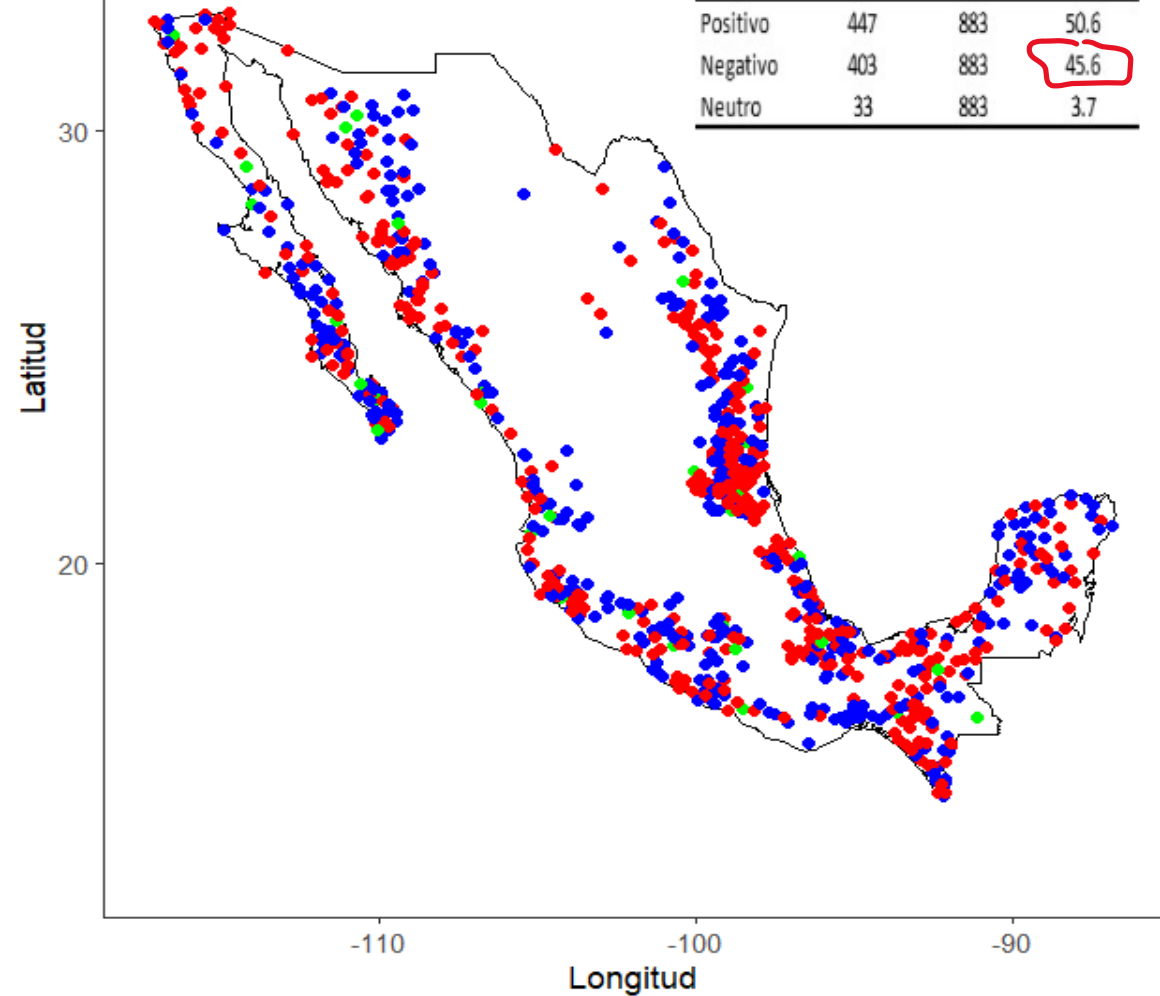 Positivo 447 883 50.6
Negativo 403 883 45.6
Neutro 33 883 3.7
30
20
Latitud
-110 -100 -90
Longitud